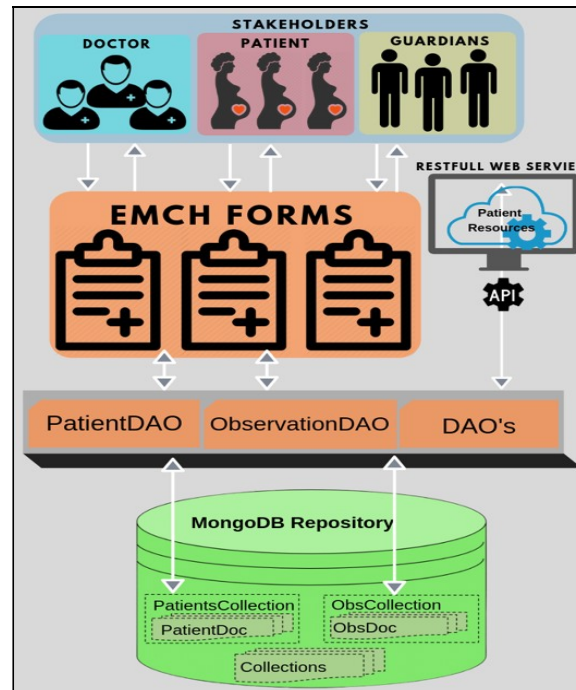 STAKEHOLDERS
DOCTOR
PATIENT
GUARDIANS
RESTFULL WEB SERVIE
EMCH FORMS
Patient
Resources
API
PatientDAO
ObservationDAO
DAO's
MongoDB Repository
PatientsCollection
ObsCollection
PatientDoc
ObsDoc
Collections